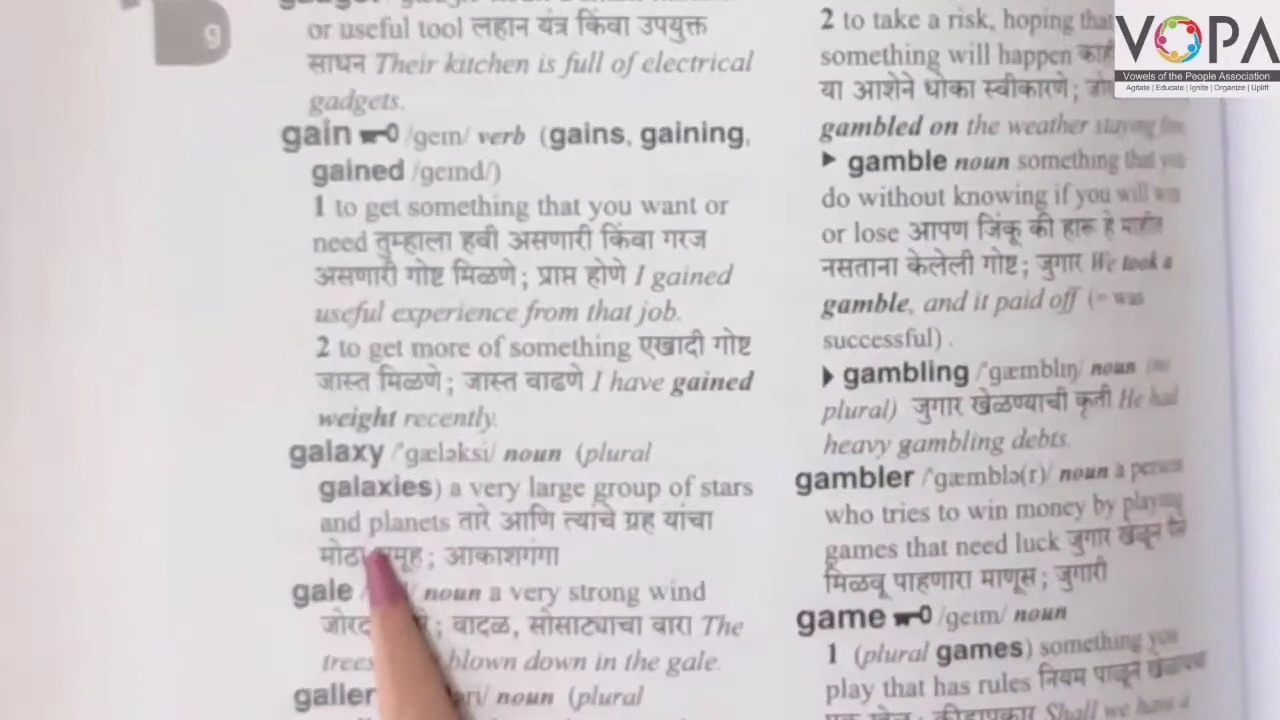 g
or useful tool लहान यंत्र किंवा उपयुक्त
साधन Their kitchen is full of electrical
gadgets.
gain /geɪn/ verb (gains, gaining,
gained /geɪnd/)
1 to get something that you want or
need तुम्हाला हवी असणारी किंवा गरज
असणारी गोष्ट मिळणे; प्राप्त होणे I gained
useful experience from that job.
2 to get more of something एखादी गोष्ट
जास्त मिळणे; जास्त वाढणे I have gained
weight recently.
galaxy /ˈgæləksi/ noun (plural
galaxies) a very large group of stars
and planets तारे आणि त्यांचे ग्रह यांचा
मोठा समूह; आकाशगंगा
gale noun a very strong wind
वादळ, सोसाट्याचा वारा The
trees blown down in the gale.
noun (plural
2 to take a risk, hoping that
something will happen
या आशेने धोका स्वीकारणे;
gambled on the weather staying
▶ gamble noun something that you
do without knowing if you will win
or lose आपण जिंकू की हारू हे माहीत
नसताना केलेली गोष्ट; जुगार We took a
gamble, and it paid off (= was
successful).
▶ gambling /ˈgæmblɪŋ/ noun (no
plural) जुगार खेळण्याची कृती He had
heavy gambling debts.
gambler /ˈgæmblə(r)/ noun a person
who tries to win money by playing
games that need luck जुगार खेळून पैसे
मिळवू पाहणारा माणूस; जुगारी
game /geɪm/ noun
1 (plural games) something you
play that has rules नियम पाळून
Shall we have a
VOPA
Vowels of the People Association
Agitate | Educate | Ignite | Organize | Uplift